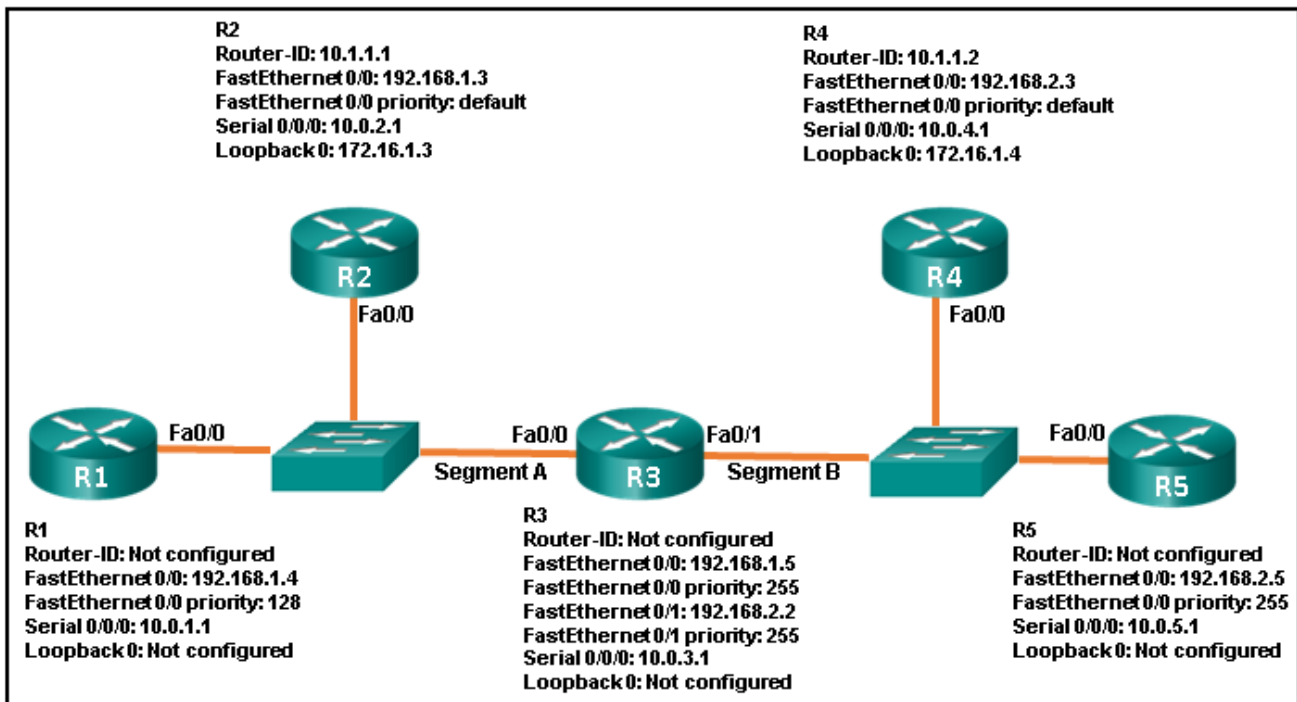 R2
Router-ID: 10.1.1.1
FastEthernet 0/0: 192.168.1.3
FastEthernet 0/0 priority: default
Serial 0/0/0: 10.0.2.1
Loopback 0: 172.16.1.3
R4
Router-ID: 10.1.1.2
FastEthernet 0/0: 192.168.2.3
FastEthernet 0/0 priority: default
Serial 0/0/0: 10.0.4.1
Loopback 0: 172.16.1.4
R2
Fa0/0
R4
Fa0/0
R1
Fa0/0
Segment A
Fa0/0
R3
Fa0/1
Segment B
Fa0/0
R5
R1
Router-ID: Not configured
FastEthernet 0/0: 192.168.1.4
FastEthernet 0/0 priority: 128
Serial 0/0/0: 10.0.1.1
Loopback 0: Not configured
R3
Router-ID: Not configured
FastEthernet 0/0: 192.168.1.5
FastEthernet 0/0 priority: 255
FastEthernet 0/1: 192.168.2.2
FastEthernet 0/1 priority: 255
Serial 0/0/0: 10.0.3.1
Loopback 0: Not configured
R5
Router-ID: Not configured
FastEthernet 0/0: 192.168.2.5
FastEthernet 0/0 priority: 255
Serial 0/0/0: 10.0.5.1
Loopback 0: Not configured